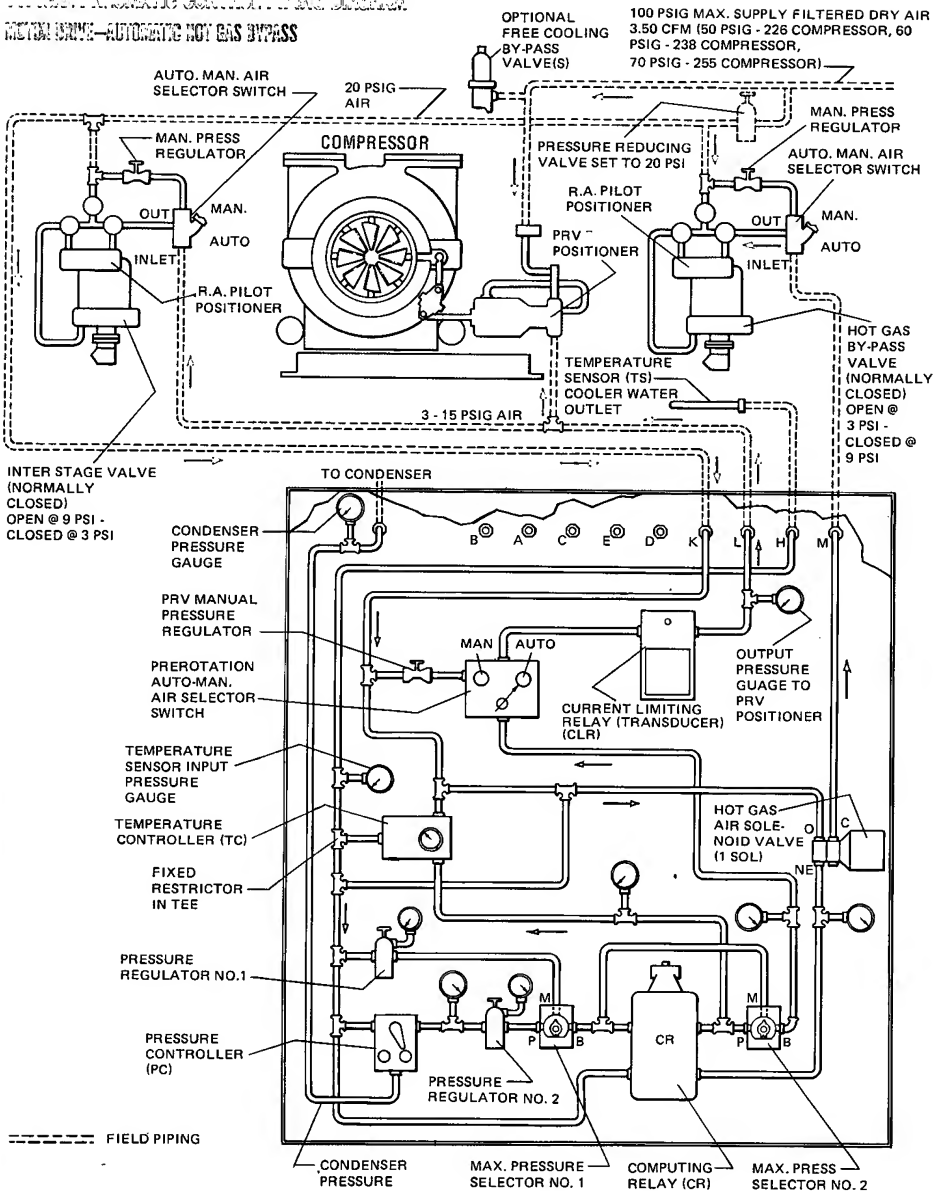 MOTOR DRIVE—AUTOMATIC HOT GAS BYPASS
OPTIONAL
FREE COOLING
BY-PASS
VALVE(S)
100 PSIG MAX. SUPPLY FILTERED DRY AIR
3.50 CFM (50 PSIG - 226 COMPRESSOR, 60
PSIG - 238 COMPRESSOR,
70 PSIG - 255 COMPRESSOR)
AUTO. MAN. AIR
SELECTOR SWITCH
20 PSIG
AIR
MAN. PRESS
REGULATOR
COMPRESSOR
PRESSURE REDUCING
VALVE SET TO 20 PSI
MAN. PRESS
REGULATOR
AUTO. MAN. AIR
SELECTOR SWITCH
R.A. PILOT
POSITIONER
OUT
MAN.
AUTO
INLET
PRV
POSITIONER
OUT
MAN.
AUTO
INLET
R.A. PILOT
POSITIONER
HOT GAS
BY-PASS
VALVE
(NORMALLY
CLOSED)
OPEN @
3 PSI -
CLOSED @
9 PSI
TEMPERATURE
SENSOR (TS)
COOLER WATER
OUTLET
3 - 15 PSIG AIR
INTER STAGE VALVE
(NORMALLY
CLOSED)
OPEN @ 9 PSI -
CLOSED @ 3 PSI
TO CONDENSER
CONDENSER
PRESSURE
GAUGE
B A C E D K L H M
PRV MANUAL
PRESSURE
REGULATOR
MAN AUTO
PREROTATION
AUTO-MAN.
AIR SELECTOR
SWITCH
CURRENT LIMITING
RELAY (TRANSDUCER)
(CLR)
OUTPUT
PRESSURE
GUAGE TO
PRV
POSITIONER
TEMPERATURE
SENSOR INPUT
PRESSURE
GAUGE
TEMPERATURE
CONTROLLER (TC)
HOT GAS
AIR SOLE-
NOID VALVE
(1 SOL)
O C
NE
FIXED
RESTRICTOR
IN TEE
PRESSURE
REGULATOR NO.1
M
P B
CR
M
P B
PRESSURE
CONTROLLER
(PC)
PRESSURE
REGULATOR NO. 2
FIELD PIPING
CONDENSER
PRESSURE
MAX. PRESSURE
SELECTOR NO. 1
COMPUTING
RELAY (CR)
MAX. PRESS
SELECTOR NO. 2